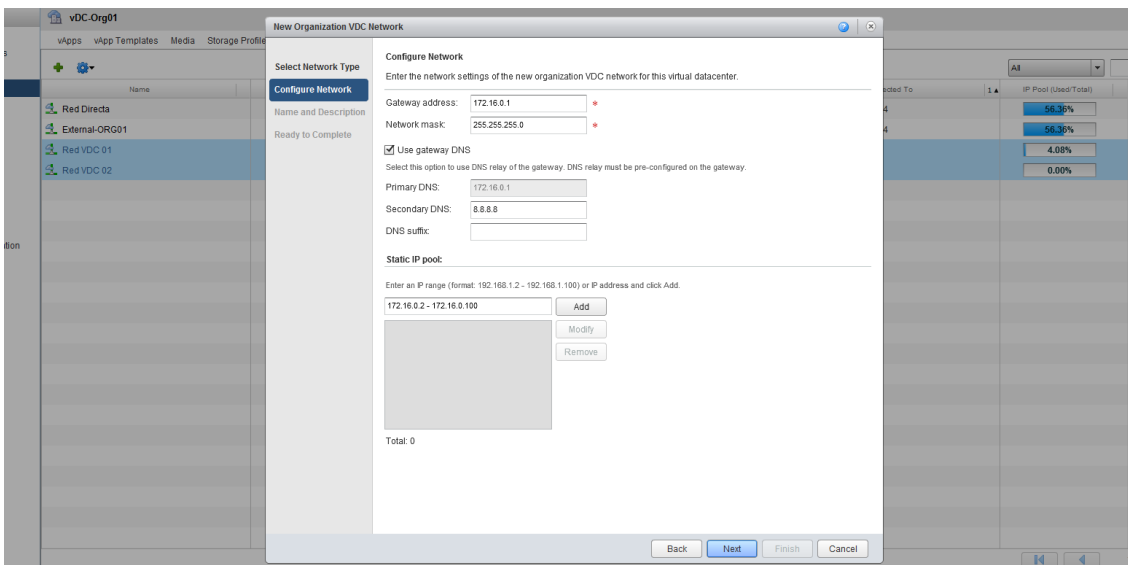 vDC-Org01
New Organization VDC Network
vApps vApp Templates Media Storage Profile
Select Network Type
Configure Network
Name and Description
Ready to Complete
Configure Network
Enter the network settings of the new organization VDC network for this virtual datacenter.
Gateway address: 172.16.0.1 *
Network mask: 255.255.255.0 *
Use gateway DNS
Select this option to use DNS relay of the gateway. DNS relay must be pre-configured on the gateway.
Primary DNS: 172.16.0.1
Secondary DNS: 8.8.8.8
DNS suffix:
Static IP pool:
Enter an IP range (format: 192.168.1.2 - 192.168.1.100) or IP address and click Add.
172.16.0.2 - 172.16.0.100 Add
Modify
Remove
Total: 0
Back Next Finish Cancel
Name
Red Directa
External-ORG01
Red VDC 01
Red VDC 02
All
1 IP Pool (Used/Total)
4 56.36%
4 56.36%
4.08%
0.00%